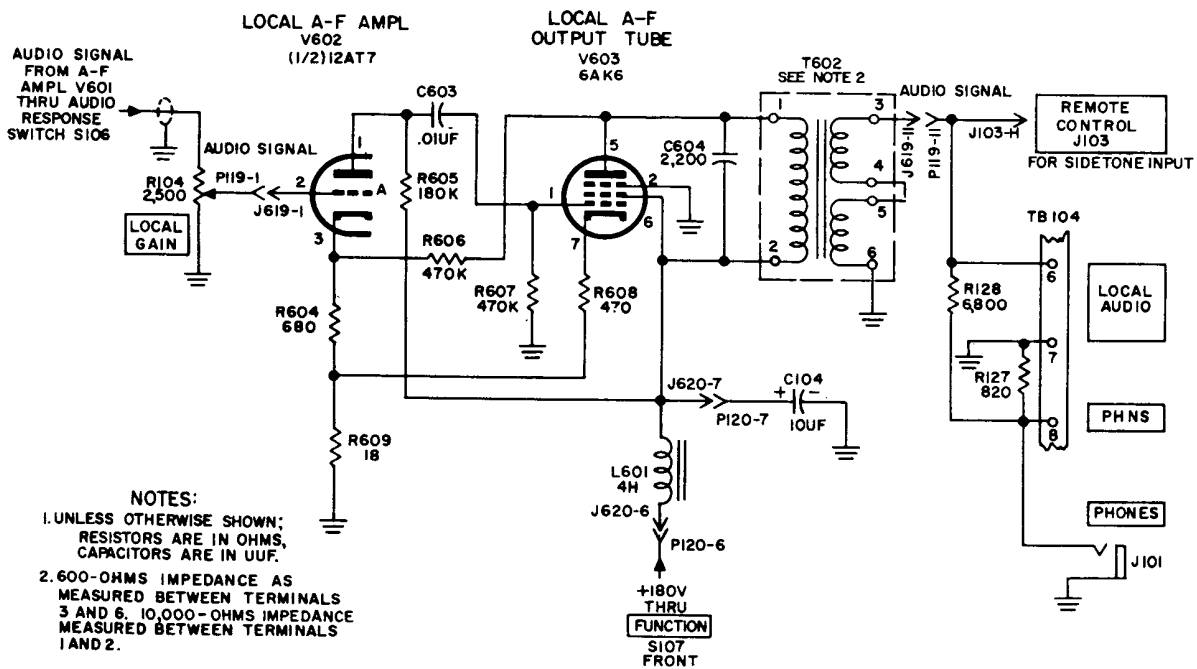 LOCAL A-F AMPL
V602
(1/2)12AT7
LOCAL A-F
OUTPUT TUBE
V603
6AK6
AUDIO SIGNAL
FROM A-F
AMPL V601
THRU AUDIO
RESPONSE
SWITCH S106
T602
SEE NOTE 2
C603
.01UF
AUDIO SIGNAL
J619-11
P119-11
J103-H
REMOTE
CONTROL
J103
FOR SIDETONE INPUT
R104
2,500
LOCAL
GAIN
AUDIO SIGNAL
P119-1
J619-1
1
2
A
3
R605
180K
5
1
2
6
7
C604
2,200
1
2
3
4
5
6
R606
470K
R607
470K
R608
470
R604
680
R609
18
TB 104
6
7
8
R128
6,800
LOCAL
AUDIO
R127
820
PHNS
PHONES
J101
J620-7
P120-7
C104
+
-
10UF
L601
4H
J620-6
P120-6
+180V
THRU
FUNCTION
S107
FRONT
NOTES:
1. UNLESS OTHERWISE SHOWN;
RESISTORS ARE IN OHMS,
CAPACITORS ARE IN UUF.
2. 600-OHMS IMPEDANCE AS
MEASURED BETWEEN TERMINALS
3 AND 6. 10,000-OHMS IMPEDANCE
MEASURED BETWEEN TERMINALS
1 AND 2.